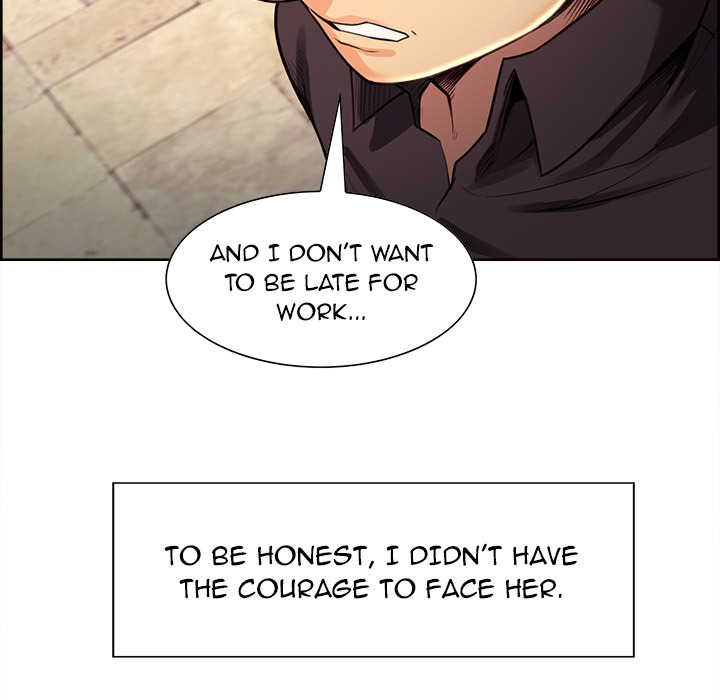 AND I DON'T WANT
TO BE LATE FOR
WORK...
TO BE HONEST, I DIDN'T HAVE
THE COURAGE TO FACE HER.